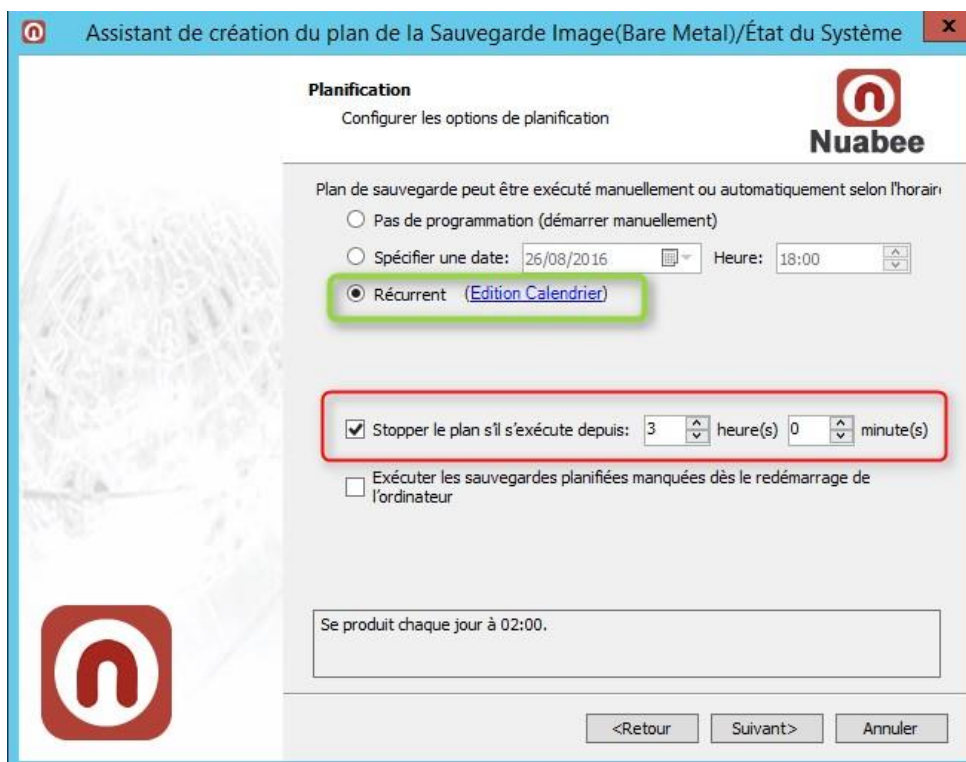 Assistant de création du plan de la Sauvegarde Image(Bare Metal)/État du Système
x
Planification
Configurer les options de planification
Nuabee
Plan de sauvegarde peut être exécuté manuellement ou automatiquement selon l'horair
Pas de programmation (démarrer manuellement)
Spécifier une date: 26/08/2016 Heure: 18:00
Récurrent (Edition Calendrier)
Stopper le plan s'il s'exécute depuis: 3 heure(s) 0 minute(s)
Exécuter les sauvegardes planifiées manquées dès le redémarrage de
l'ordinateur
Se produit chaque jour à 02:00.
<Retour Suivant> Annuler